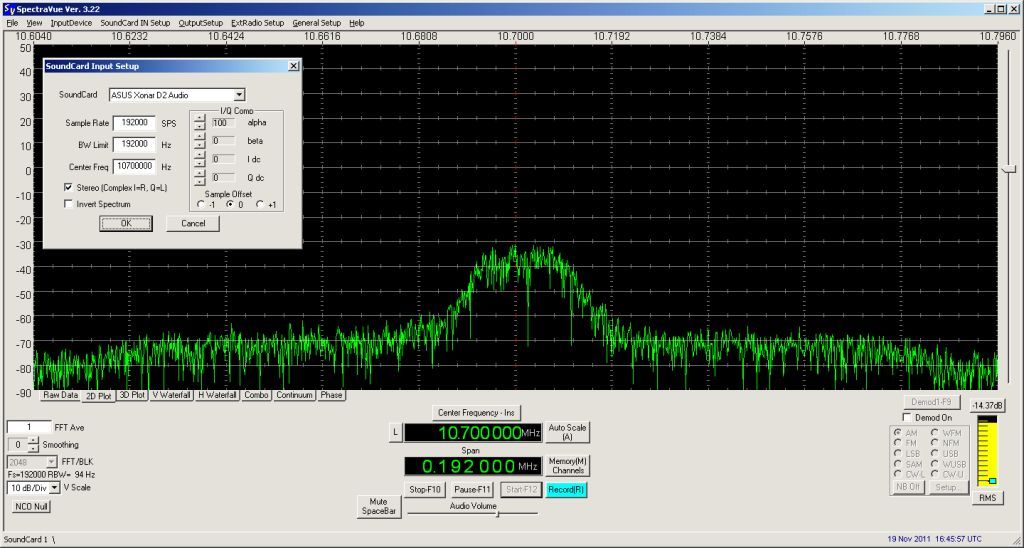 SpectraVue Ver. 3.22
File View InputDevice SoundCard IN Setup OutputSetup ExtRadio Setup General Setup Help
10.6040 10.6232 10.6424 10.6616 10.6808 10.7000 10.7192 10.7384 10.7576 10.7768 10.7960
50
40
30
20
10
0
-10
-20
-30
-40
-50
-60
-70
-80
-90
SoundCard Input Setup
SoundCard ASUS Xonar D2 Audio
Sample Rate 192000 SPS
BW Limit 192000 Hz
Center Freq 10700000 Hz
Stereo (Complex I=R, Q=L)
Invert Spectrum
OK Cancel
I/Q Comp
100 alpha
0 beta
0 I dc
0 Q dc
Sample Offset
-1 0 +1
Raw Data 2D Plot 3D Plot V Waterfall H Waterfall Combo Continuum Phase
1 FFT Ave
0 Smoothing
2048 FFT/BLK
Fs=192000 RBW= 94 Hz
10 dB/Div V Scale
NCO Null
Center Frequency - Ins
L 10.700000 MHz Auto Scale (A)
Span
0.192000 MHz Memory(M) Channels
Stop-F10 Pause-F11 Start-F12 Record(R)
Mute SpaceBar
Audio Volume
Demod1-F9 -14.37dB
Demod On
AM WFM
FM NFM
LSB USB
SAM WUSB
CW-L CW-U
NB Off Setup...
RMS
SoundCard 1 \
19 Nov 2011 16:45:57 UTC